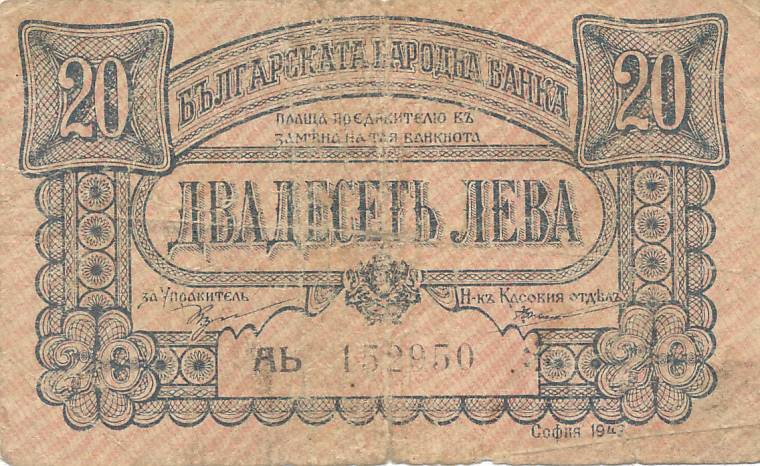 20 20
БЪЛГАРСКАТА НАРОДНА БАНКА
ПЛАЩА ПРЕДЯВИТЕЛЮ ВЪ
ЗАМѢНА НА ТАЯ БАНКНОТА
ДВАДЕСЕТЬ ЛЕВА
ЗА УПРАВИТЕЛЬ Н-КЪ КАСОВИЯ ОТДѢЛЪ
20 АЬ 152950 20
СОФИЯ 1943